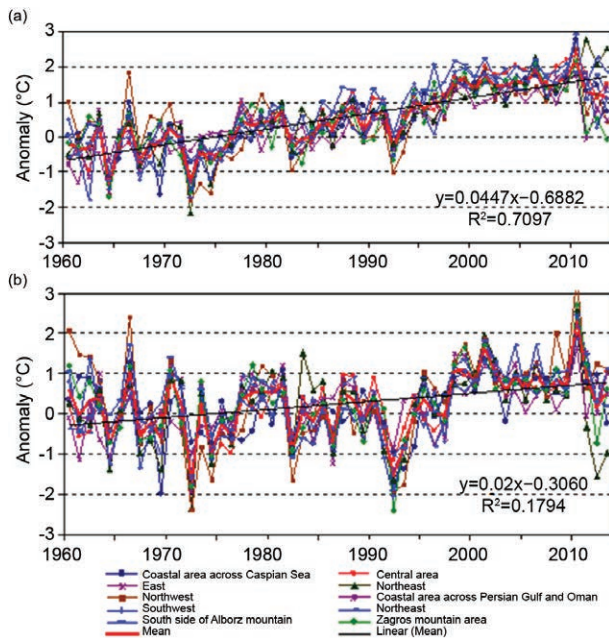 (a)
3
2
1
0
-1
-2
-3
Anomaly (°C)
y=0.0447x−0.6882
R²=0.7097
1960 1970 1980 1990 2000 2010
(b)
3
2
1
0
-1
-2
-3
Anomaly (°C)
y=0.02x−0.3060
R²=0.1794
1960 1970 1980 1990 2000 2010
Coastal area across Caspian Sea Central area
East Northeast
Northwest Coastal area across Persian Gulf and Oman
Southwest Northeast
South side of Alborz mountain Zagros mountain area
Mean Linear (Mean)